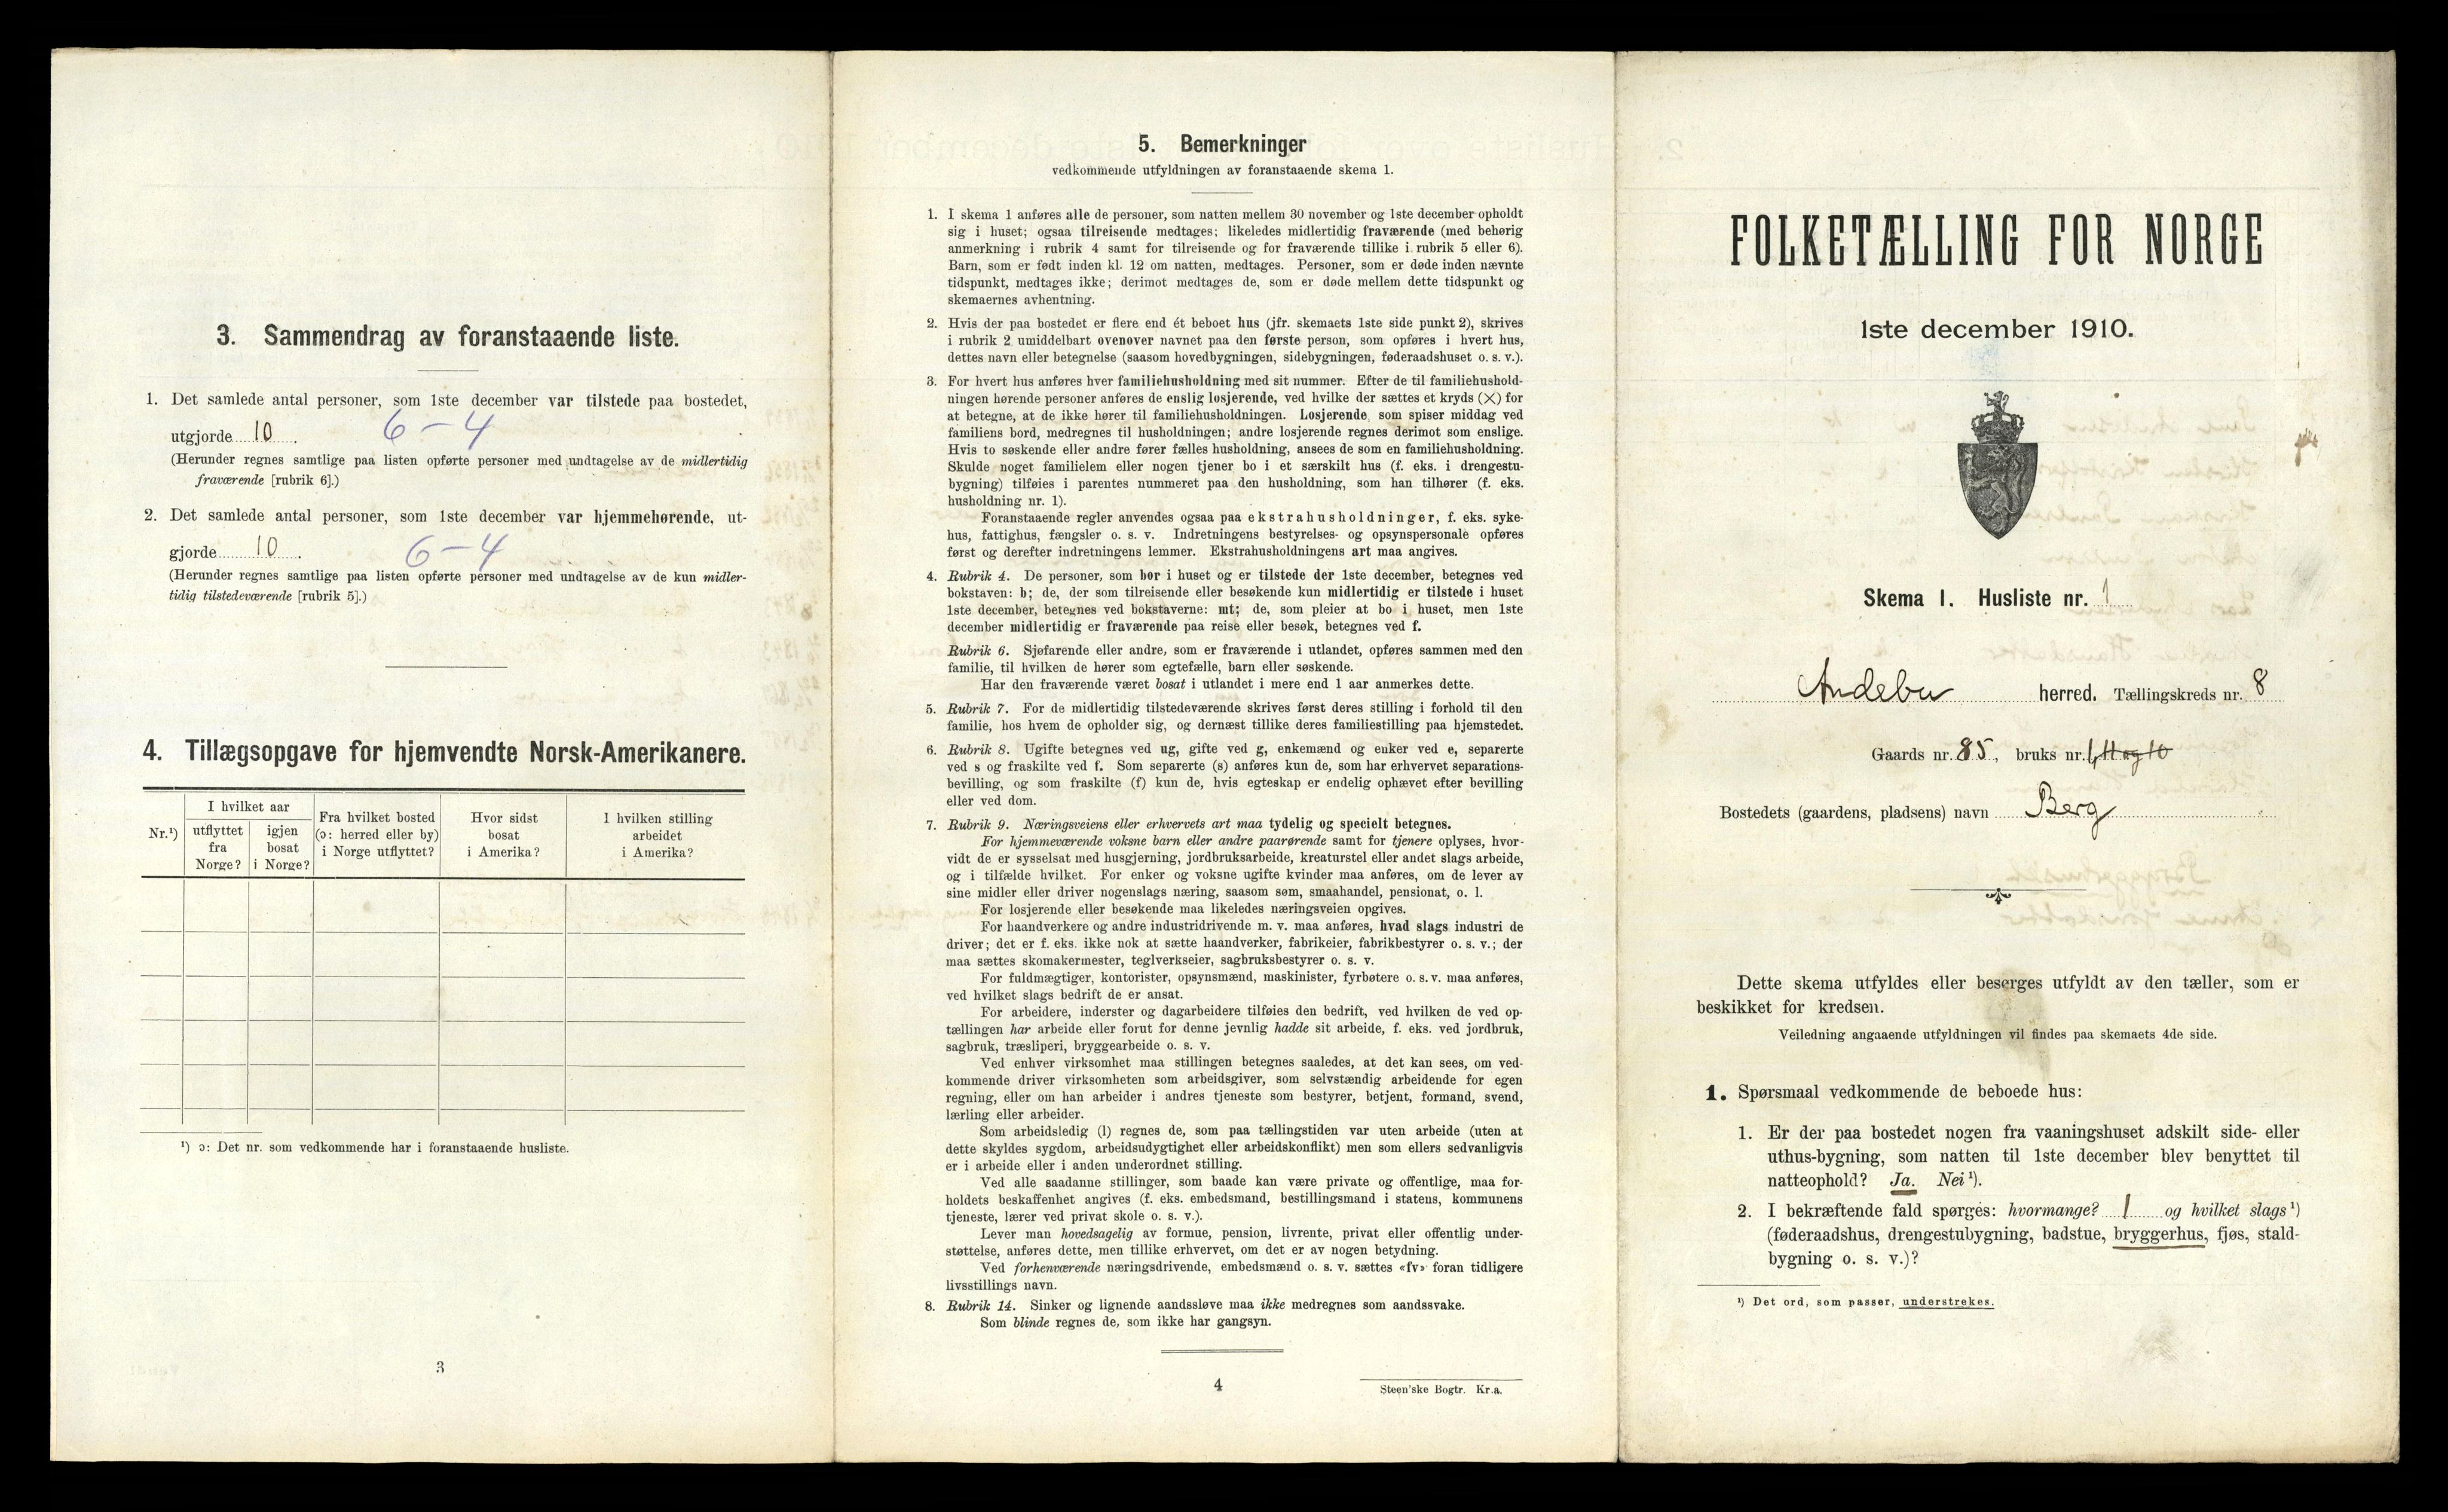 3. Sammendrag av foranstaaende liste.
1. Det samlede antal personer, som 1ste december var tilstede paa bostedet,
utgjorde 10. 6-4
(Herunder regnes samtlige paa listen opførte personer med undtagelse av de midlertidig
fraværende [rubrik 6].)
2. Det samlede antal personer, som 1ste december var hjemmehørende, ut-
gjorde 10. 6-4
(Herunder regnes samtlige paa listen opførte personer med undtagelse av de kun midler-
tidig tilstedeværende [rubrik 5].)
4. Tillægsopgave for hjemvendte Norsk-Amerikanere.
Nr.¹)
I hvilket aar
utflyttet
fra
Norge?
igjen
bosat
i Norge?
Fra hvilket bosted
(ɔ: herred eller by)
i Norge utflyttet?
Hvor sidst
bosat
i Amerika?
I hvilken stilling
arbeidet
i Amerika?
¹) ɔ: Det nr. som vedkommende har i foranstaaende husliste.
3
5. Bemerkninger
vedkommende utfyldningen av foranstaaende skema 1.
1. I skema 1 anføres alle de personer, som natten mellem 30 november og 1ste december opholdt
sig i huset; ogsaa tilreisende medtages; likeledes midlertidig fraværende (med behørig
anmerkning i rubrik 4 samt for tilreisende og for fraværende tillike i rubrik 5 eller 6).
Barn, som er født inden kl. 12 om natten, medtages. Personer, som er døde inden nævnte
tidspunkt, medtages ikke; derimot medtages de, som er døde mellem dette tidspunkt og
skemaernes avhentning.
2. Hvis der paa bostedet er flere end ét beboet hus (jfr. skemaets 1ste side punkt 2), skrives
i rubrik 2 umiddelbart ovenover navnet paa den første person, som opføres i hvert hus,
dettes navn eller betegnelse (saasom hovedbygningen, sidebygningen, føderaadshuset o. s. v.).
3. For hvert hus anføres hver familiehusholdning med sit nummer. Efter de til familiehushold-
ningen hørende personer anføres de enslig losjerende, ved hvilke der sættes et kryds (×) for
at betegne, at de ikke hører til familiehusholdningen. Losjerende, som spiser middag ved
familiens bord, medregnes til husholdningen; andre losjerende regnes derimot som enslige.
Hvis to søskende eller andre fører fælles husholdning, ansees de som en familiehusholdning.
Skulde noget familielem eller nogen tjener bo i et særskilt hus (f. eks. i drengestu-
bygning) tilføies i parentes nummeret paa den husholdning, som han tilhører (f. eks.
husholdning nr. 1).
Foranstaaende regler anvendes ogsaa paa ekstrahusholdninger, f. eks. syke-
hus, fattighus, fængsler o. s. v. Indretningens bestyrelses- og opsynspersonale opføres
først og derefter indretningens lemmer. Ekstrahusholdningens art maa angives.
4. Rubrik 4. De personer, som bor i huset og er tilstede der 1ste december, betegnes ved
bokstaven: b; de, der som tilreisende eller besøkende kun midlertidig er tilstede i huset
1ste december, betegnes ved bokstaverne: mt; de, som pleier at bo i huset, men 1ste
december midlertidig er fraværende paa reise eller besøk, betegnes ved f.
Rubrik 6. Sjøfarende eller andre, som er fraværende i utlandet, opføres sammen med den
familie, til hvilken de hører som egtefælle, barn eller søskende.
Har den fraværende været bosat i utlandet i mere end 1 aar anmerkes dette.
5. Rubrik 7. For de midlertidig tilstedeværende skrives først deres stilling i forhold til den
familie, hos hvem de opholder sig, og dernæst tillike deres familiestilling paa hjemstedet.
6. Rubrik 8. Ugifte betegnes ved ug, gifte ved g, enkemænd og enker ved e, separerte
ved s og fraskilte ved f. Som separerte (s) anføres kun de, som har erhvervet separations-
bevilling, og som fraskilte (f) kun de, hvis egteskap er endelig ophævet efter bevilling
eller ved dom.
7. Rubrik 9. Næringsveiens eller erhvervets art maa tydelig og specielt betegnes.
For hjemmeværende voksne barn eller andre paarørende samt for tjenere oplyses, hvor-
vidt de er sysselsat med husgjerning, jordbruksarbeide, kreaturstel eller andet slags arbeide,
og i tilfælde hvilket. For enker og voksne ugifte kvinder maa anføres, om de lever av
sine midler eller driver nogenslags næring, saasom søm, smaahandel, pensionat, o. l.
For losjerende eller besøkende maa likeledes næringsveien opgives.
For haandverkere og andre industridrivende m. v. maa anføres, hvad slags industri de
driver; det er f. eks. ikke nok at sætte haandverker, fabrikeier, fabrikbestyrer o. s. v.; der
maa sættes skomakermester, teglverkseier, sagbruksbestyrer o. s. v.
For fuldmægtiger, kontorister, opsynsmænd, maskinister, fyrbøtere o. s. v. maa anføres,
ved hvilket slags bedrift de er ansat.
For arbeidere, inderster og dagarbeidere tilføies den bedrift, ved hvilken de ved op-
tællingen har arbeide eller forut for denne jevnlig hadde sit arbeide, f. eks. ved jordbruk,
sagbruk, træsliperi, bryggearbeide o. s. v.
Ved enhver virksomhet maa stillingen betegnes saaledes, at det kan sees, om ved-
kommende driver virksomheten som arbeidsgiver, som selvstændig arbeidende for egen
regning, eller om han arbeider i andres tjeneste som bestyrer, betjent, formand, svend,
lærling eller arbeider.
Som arbeidsledig (l) regnes de, som paa tællingstiden var uten arbeide (uten at
dette skyldes sygdom, arbeidsudygtighet eller arbeidskonflikt) men som ellers sedvanligvis
er i arbeide eller i anden underordnet stilling.
Ved alle saadanne stillinger, som baade kan være private og offentlige, maa for-
holdets beskaffenhet angives (f. eks. embedsmand, bestillingsmand i statens, kommunens
tjeneste, lærer ved privat skole o. s. v.).
Lever man hovedsagelig av formue, pension, livrente, privat eller offentlig under-
støttelse, anføres dette, men tillike erhvervet, om det er av nogen betydning.
Ved forhenværende næringsdrivende, embedsmænd o. s. v. sættes «fv» foran tidligere
livsstillings navn.
8. Rubrik 14. Sinker og lignende aandssløve maa ikke medregnes som aandssvake.
Som blinde regnes de, som ikke har gangsyn.
4
Steen'ske Bogtr. Kr.a.
FOLKETÆLLING FOR NORGE
1ste december 1910.
Skema 1. Husliste nr. 1
Andebu herred. Tællingskreds nr. 8
Gaards nr. 85, bruks nr. 1, 4 og 10
Bostedets (gaardens, pladsens) navn Berg
Dette skema utfyldes eller besørges utfyldt av den tæller, som er
beskikket for kredsen.
Veiledning angaaende utfyldningen vil findes paa skemaets 4de side.
1. Spørsmaal vedkommende de beboede hus:
1. Er der paa bostedet nogen fra vaaningshuset adskilt side- eller
uthus-bygning, som natten til 1ste december blev benyttet til
natteophold? Ja. Nei ¹).
2. I bekræftende fald spørges: hvormange? 1 og hvilket slags ¹)
(føderaadshus, drengestubygning, badstue, bryggerhus, fjøs, stald-
bygning o. s. v.)?
¹) Det ord, som passer, understrekes.